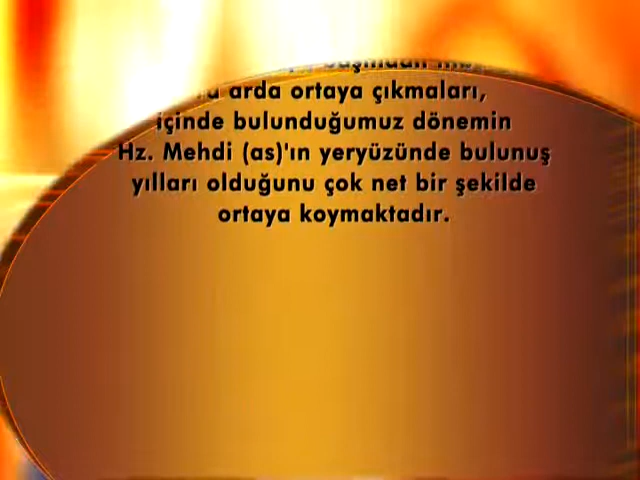 arda ortaya çıkmaları,
içinde bulunduğumuz dönemin
Hz. Mehdi (as)'ın yeryüzünde bulunuş
yılları olduğunu çok net bir şekilde
ortaya koymaktadır.